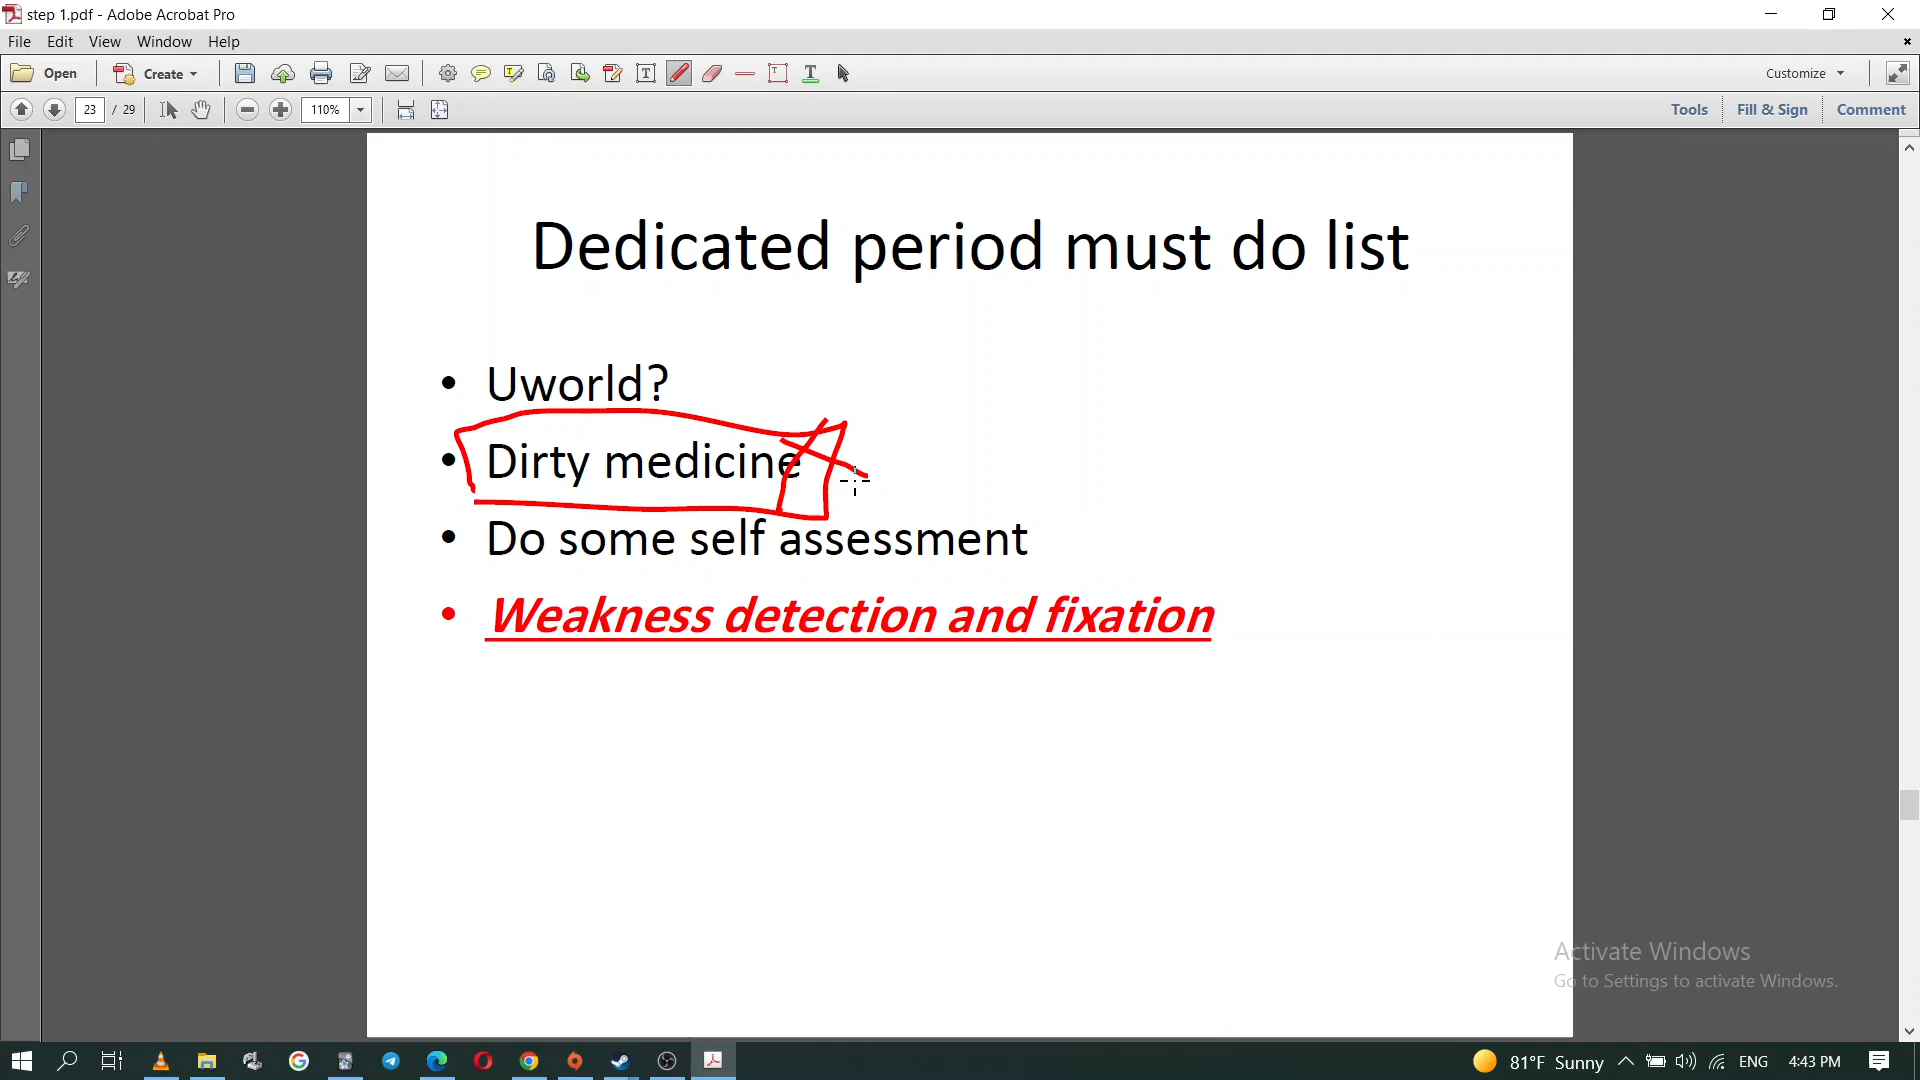 step 1.pdf - Adobe Acrobat Pro
File Edit View Window Help
Open Create Customize
23 / 29 110% Tools Fill & Sign Comment
Dedicated period must do list
• Uworld?
• Dirty medicine
• Do some self assessment
• Weakness detection and fixation
Activate Windows
Go to Settings to activate Windows.
81°F Sunny ENG 4:43 PM